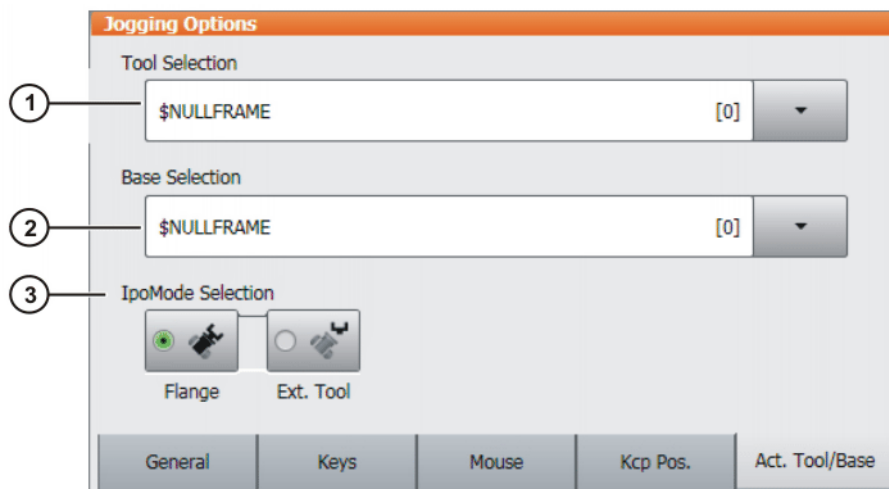 Jogging Options
Tool Selection
1
$NULLFRAME [0]
Base Selection
2
$NULLFRAME [0]
3
IpoMode Selection
Flange Ext. Tool
General Keys Mouse Kcp Pos. Act. Tool/Base